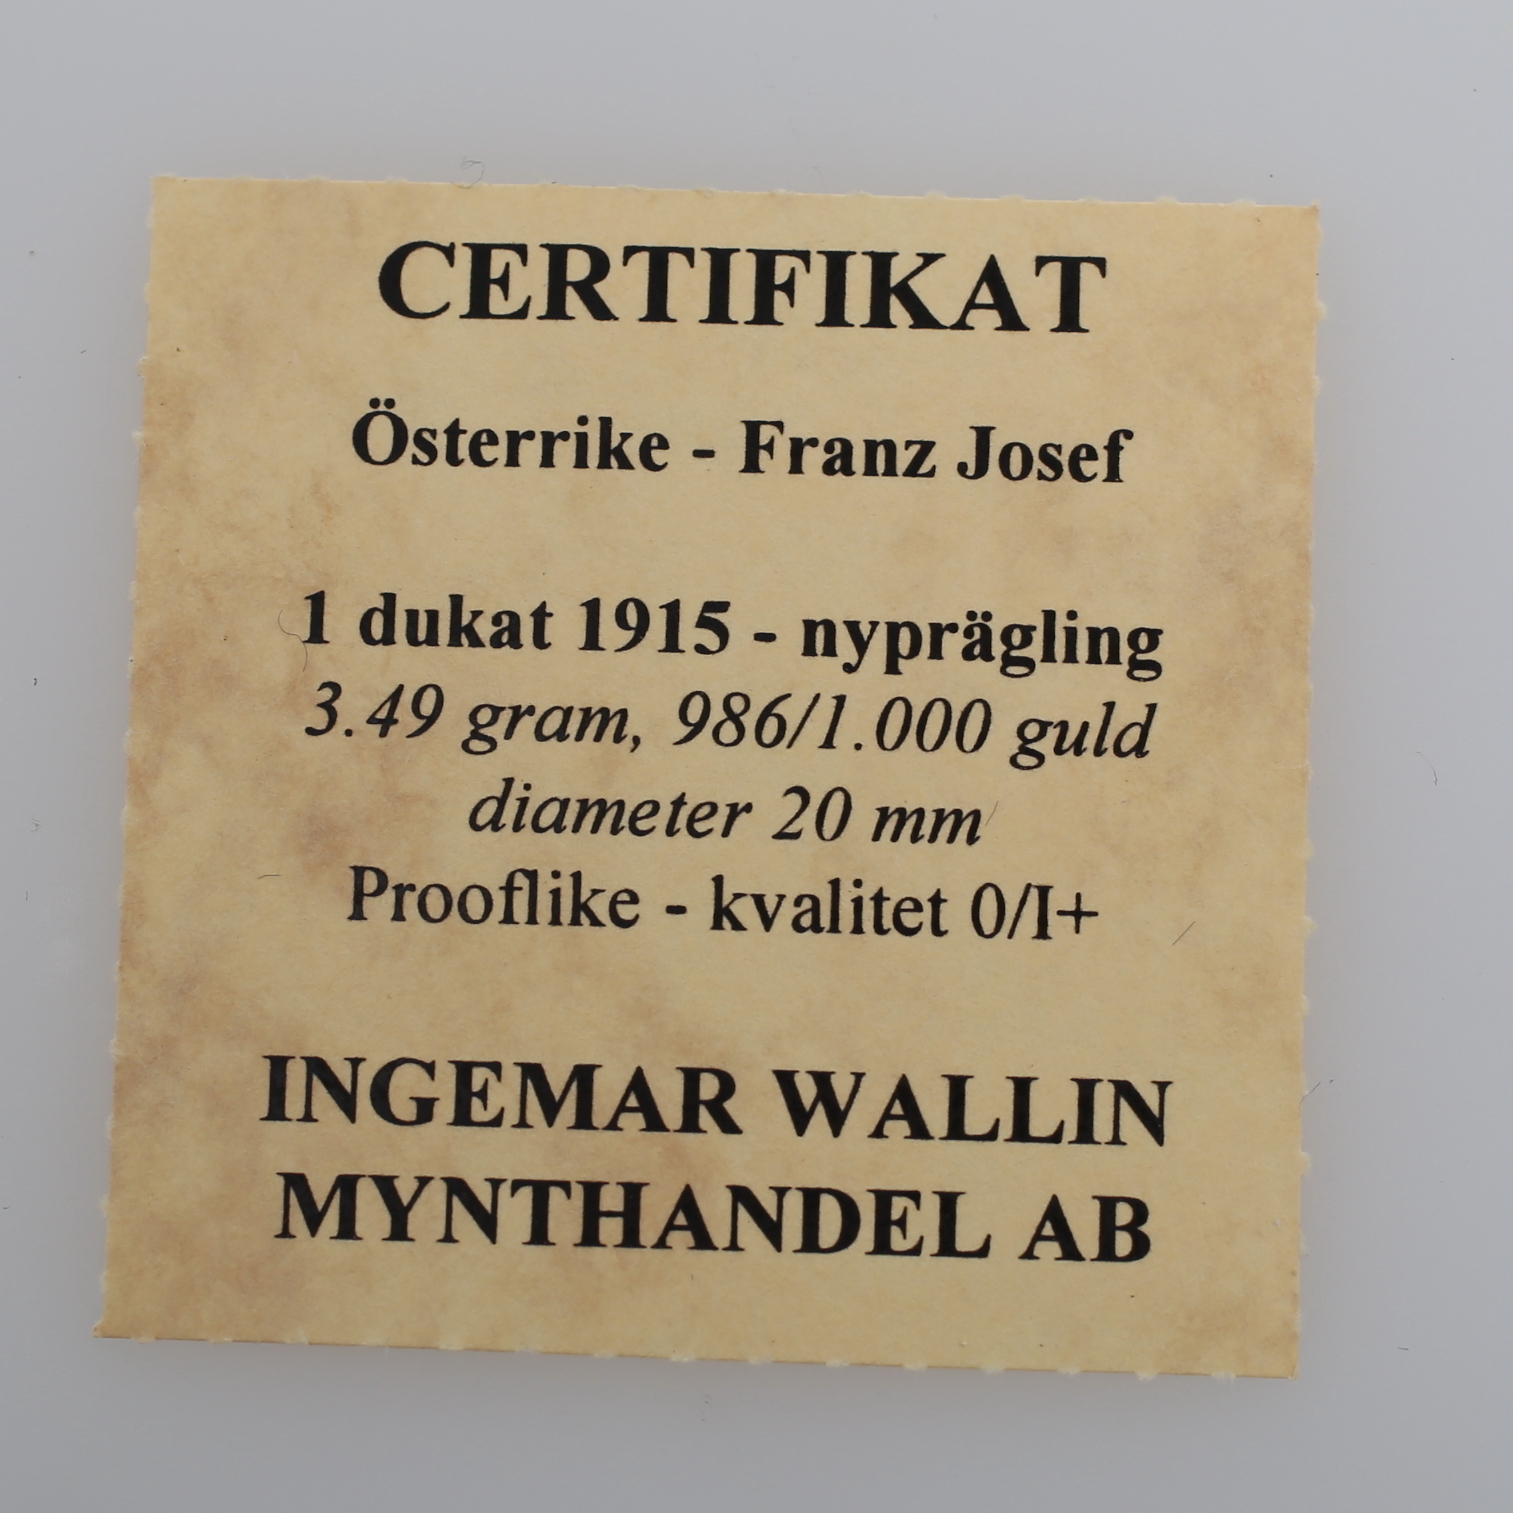 CERTIFIKAT
Österrike - Franz Josef
1 dukat 1915 - nyprägling
3.49 gram, 986/1.000 guld
diameter 20 mm
Prooflike - kvalitet 0/I+
INGEMAR WALLIN
MYNTHANDEL AB